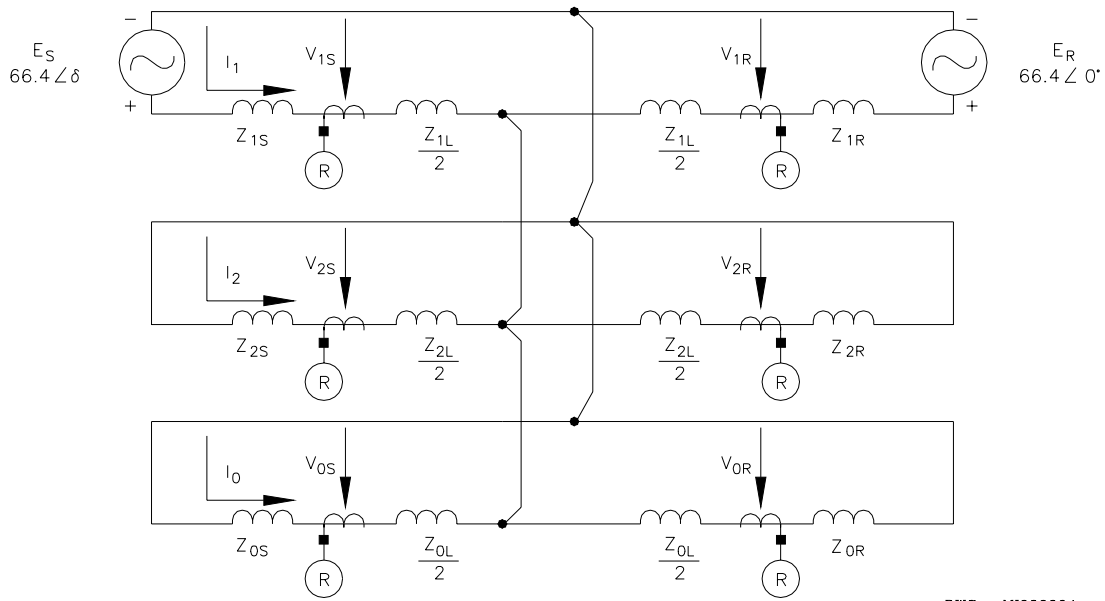 E_S
66.4∠δ
I_1
V_1S
V_1R
E_R
66.4∠0°
−
+
−
+
Z_1S
Z_1L
2
Z_1L
2
Z_1R
R
R
I_2
V_2S
V_2R
Z_2S
Z_2L
2
Z_2L
2
Z_2R
R
R
I_0
V_0S
V_0R
Z_0S
Z_0L
2
Z_0L
2
Z_0R
R
R